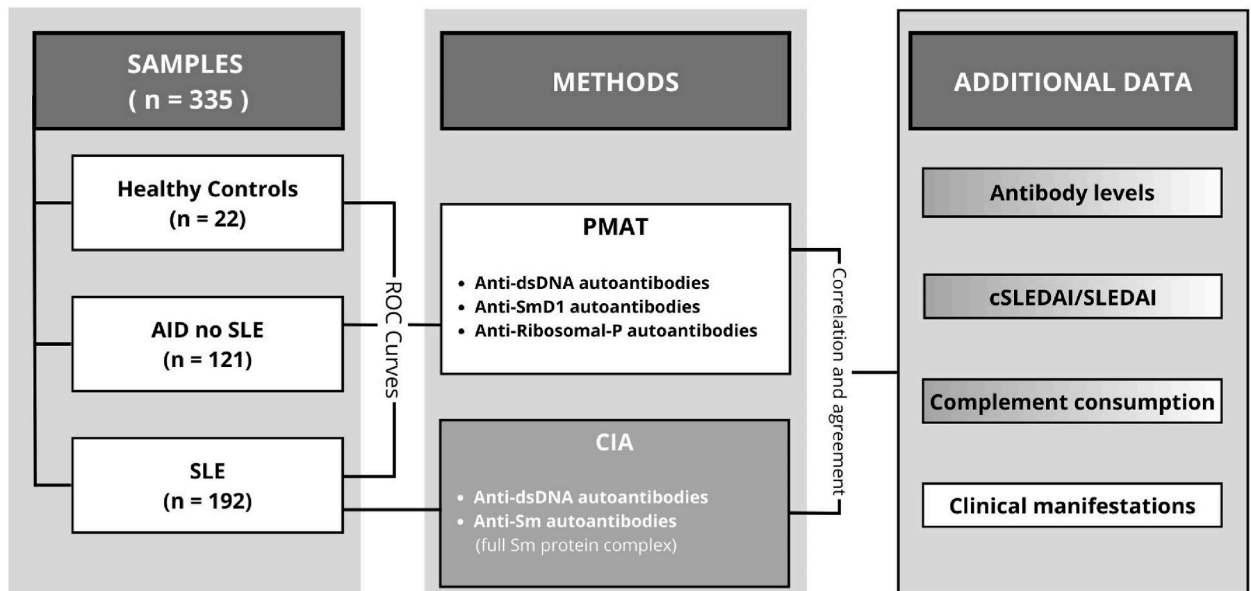 SAMPLES
( n = 335 )
Healthy Controls
(n = 22)
AID no SLE
(n = 121)
SLE
(n = 192)
ROC Curves
METHODS
PMAT
• Anti-dsDNA autoantibodies
• Anti-SmD1 autoantibodies
• Anti-Ribosomal-P autoantibodies
CIA
• Anti-dsDNA autoantibodies
• Anti-Sm autoantibodies
(full Sm protein complex)
Correlation and agreement
ADDITIONAL DATA
Antibody levels
cSLEDAI/SLEDAI
Complement consumption
Clinical manifestations